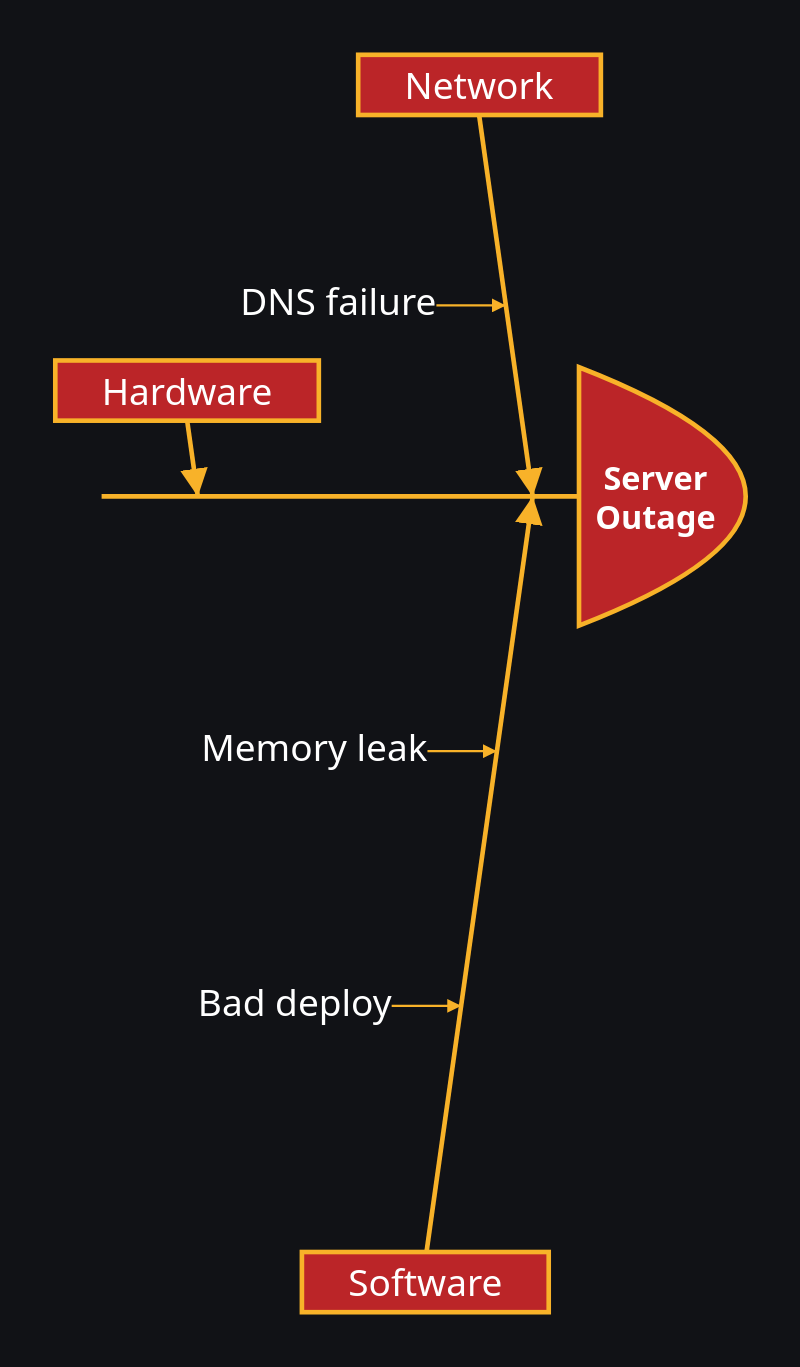 Network
DNS failure
Hardware
Server
Outage
Memory leak
Bad deploy
Software